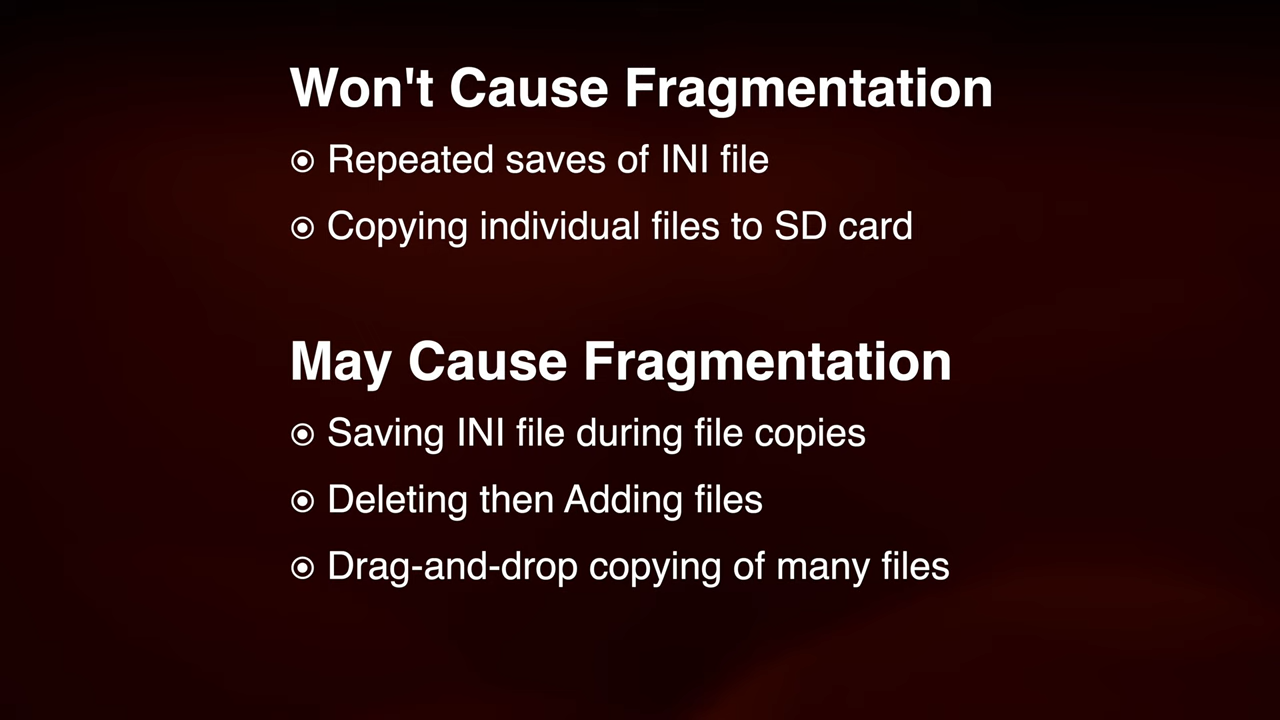 Won't Cause Fragmentation
Repeated saves of INI file
Copying individual files to SD card
May Cause Fragmentation
Saving INI file during file copies
Deleting then Adding files
Drag-and-drop copying of many files